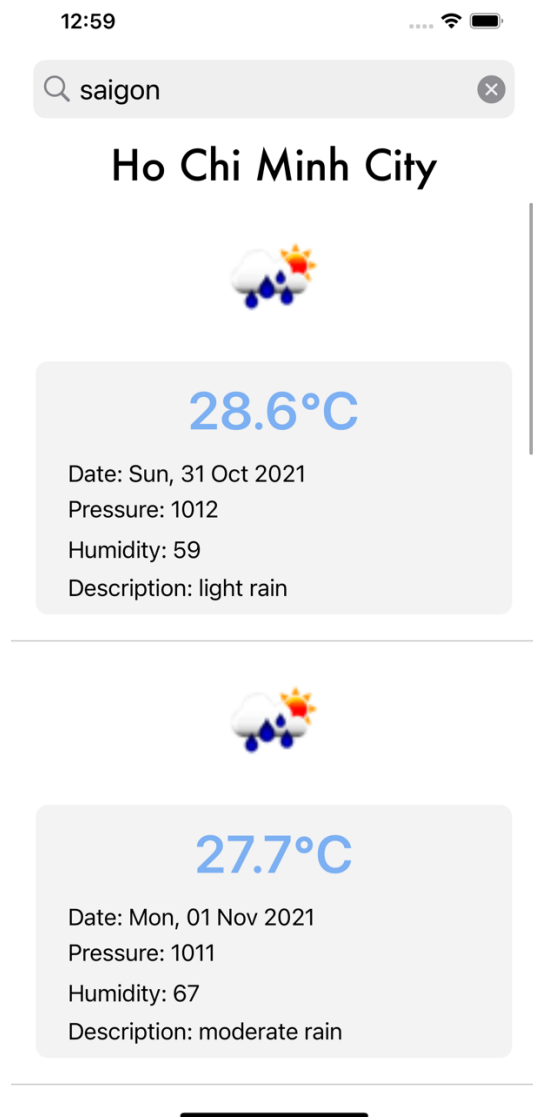 12:59
saigon
Ho Chi Minh City
28.6°C
Date: Sun, 31 Oct 2021
Pressure: 1012
Humidity: 59
Description: light rain
27.7°C
Date: Mon, 01 Nov 2021
Pressure: 1011
Humidity: 67
Description: moderate rain